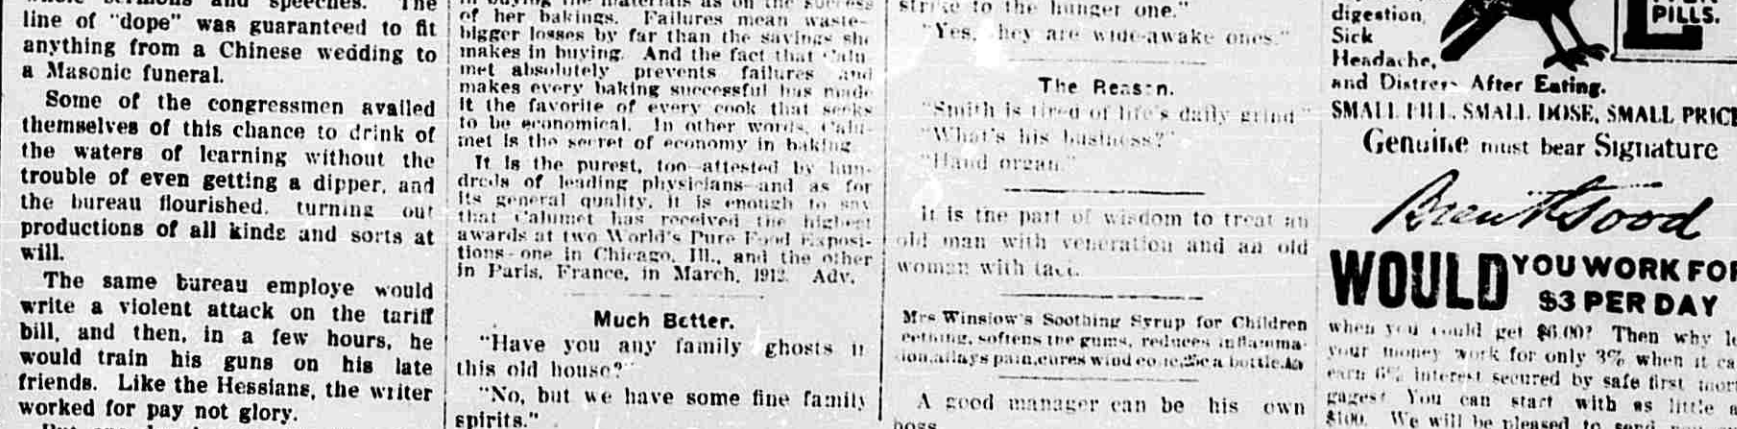 speeches. The
line of "dope" was guaranteed to fit
anything from a Chinese wedding to
a Masonic funeral.
Some of the congressmen availed
themselves of this chance to drink of
the waters of learning without the
trouble of even getting a dipper, and
the bureau flourished, turning out
productions of all kinds and sorts at
will.
The same bureau employe would
write a violent attack on the tariff
bill, and then, in a few hours, he
would train his guns on his late
friends. Like the Hessians, the writer
worked for pay not glory.
of her bakings. Failures mean waste-
bigger losses by far than the savings she
makes in buying. And the fact that Calu-
met absolutely prevents failures and
makes every baking successful has made
it the favorite of every cook that seeks
to be economical. In other words, Calu-
met is the secret of economy in baking.
It is the purest, too—attested by hun-
dreds of leading physicians—and as for
its general quality, it is enough to say
that Calumet has received the highest
awards at two World's Pure Food Exposi-
tions—one in Chicago, Ill., and the other
in Paris, France, in March, 1912. Adv.
Much Better.
"Have you any family ghosts in
this old house?"
"No, but we have some fine family
spirits."
strike to the hunger one."
"Yes, they are wide-awake ones."
The Reason.
"Smith is tired of life's daily grind."
"What's his business?"
"Hand organ."
It is the part of wisdom to treat an
old man with veneration and an old
woman with tact.
Mrs Winslow's Soothing Syrup for Children
teething, softens the gums, reduces inflamma-
tion, allays pain, cures wind colic, 25c a bottle.
A good manager can be his own
boss
PILLS.
digestion,
Sick
Headache,
and Distress After Eating.
SMALL PILL, SMALL DOSE, SMALL PRICE
Genuine must bear Signature
Brent Good
WOULD YOU WORK FOR
$3 PER DAY
when you could get $6.00? Then why
your money work for only 3% when it
earn 6% interest secured by safe first
gages? You can start with as little
$100. We will be pleased to send